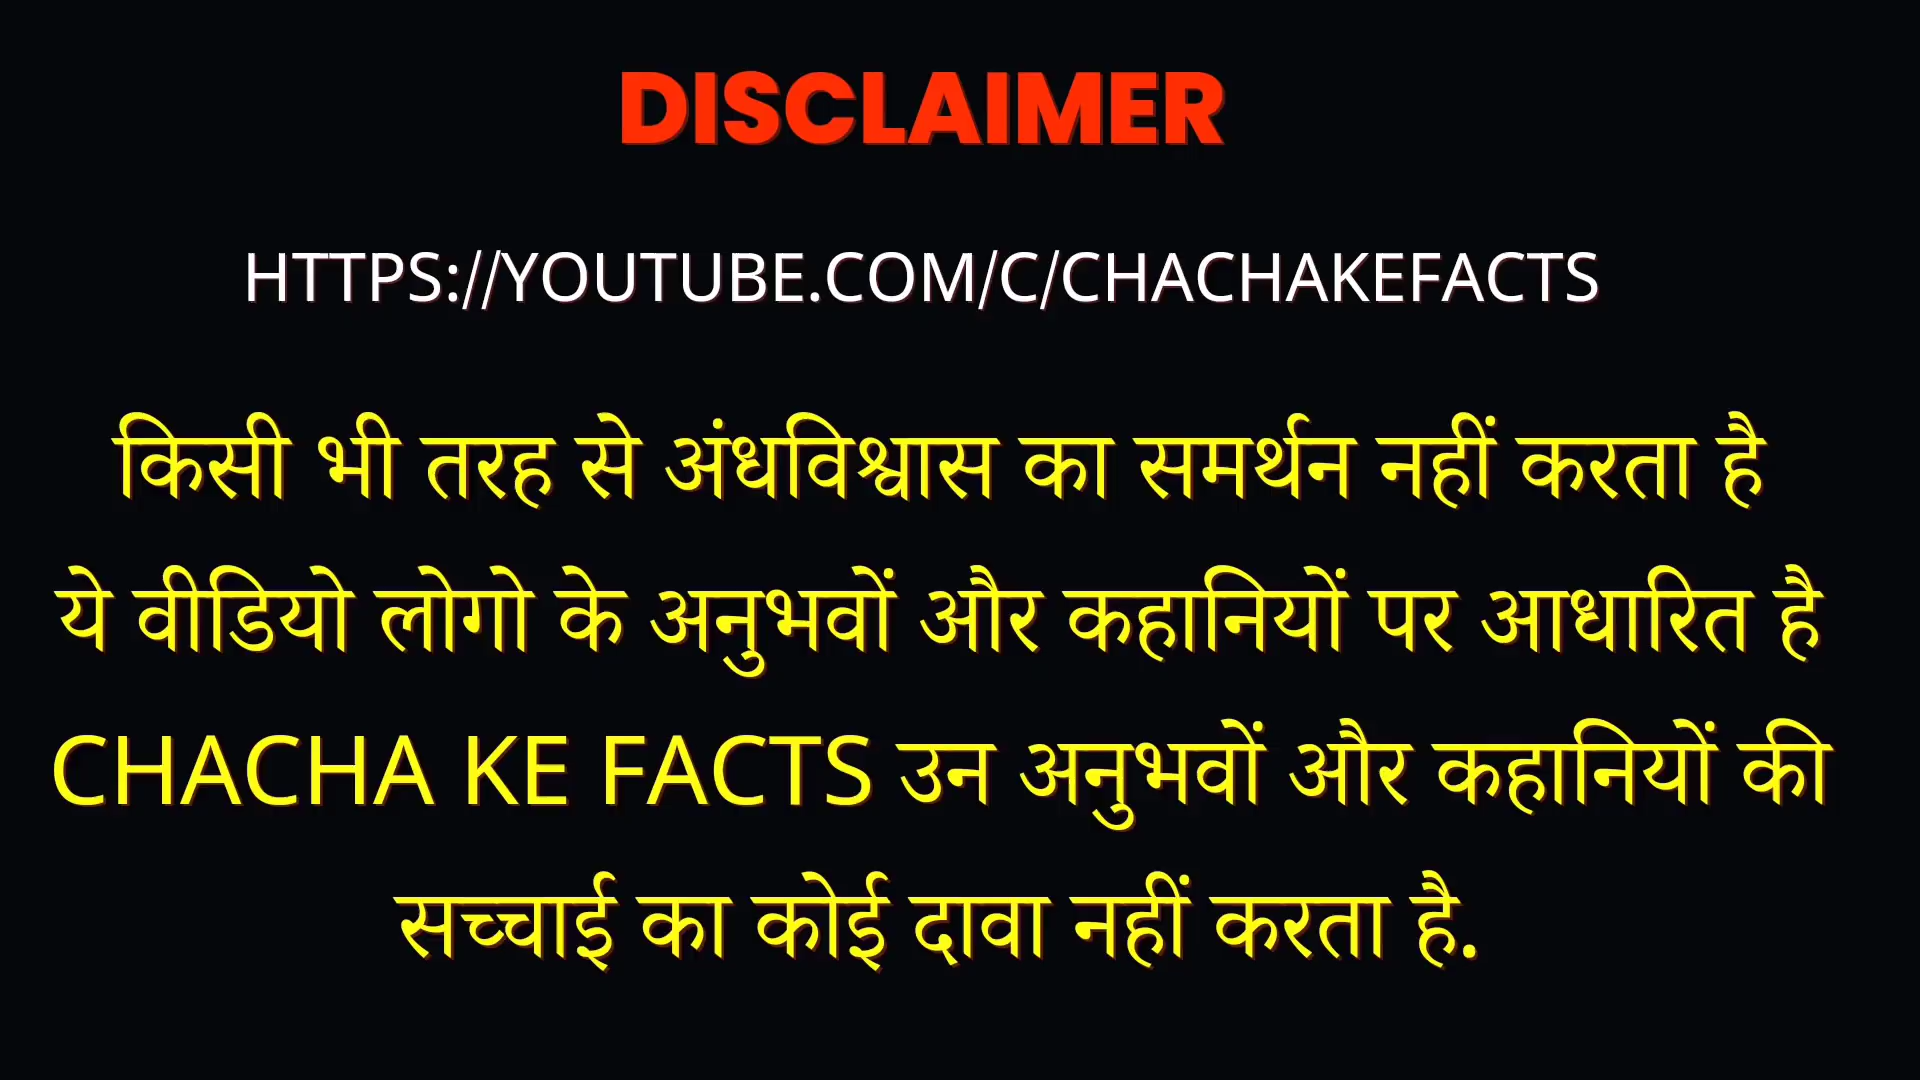 DISCLAIMER
HTTPS://YOUTUBE.COM/C/CHACHAKEFACTS
किसी भी तरह से अंधविश्वास का समर्थन नहीं करता है
ये वीडियो लोगो के अनुभवों और कहानियों पर आधारित है
CHACHA KE FACTS उन अनुभवों और कहानियों की
सच्चाई का कोई दावा नहीं करता है.